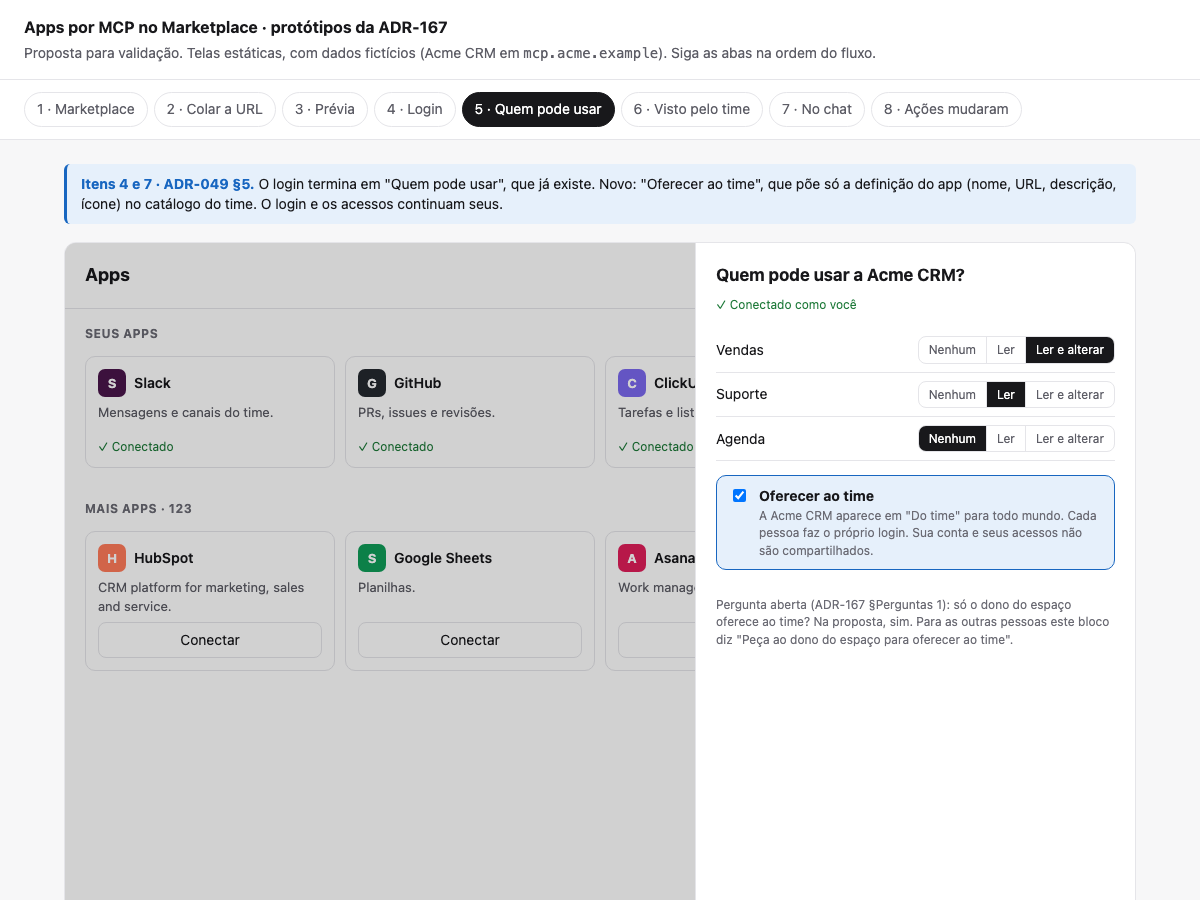 Apps por MCP no Marketplace · protótipos da ADR-167
Proposta para validação. Telas estáticas, com dados fictícios (Acme CRM em mcp.acme.example). Siga as abas na ordem do fluxo.
1 · Marketplace
2 · Colar a URL
3 · Prévia
4 · Login
5 · Quem pode usar
6 · Visto pelo time
7 · No chat
8 · Ações mudaram
Itens 4 e 7 · ADR-049 §5. O login termina em "Quem pode usar", que já existe. Novo: "Oferecer ao time", que põe só a definição do app (nome, URL, descrição,
ícone) no catálogo do time. O login e os acessos continuam seus.
Apps
SEUS APPS
S Slack
Mensagens e canais do time.
✓ Conectado
G GitHub
PRs, issues e revisões.
✓ Conectado
C ClickU
Tarefas e list
✓ Conectado
MAIS APPS · 123
H HubSpot
CRM platform for marketing, sales
and service.
Conectar
S Google Sheets
Planilhas.
Conectar
A Asana
Work manag
Quem pode usar a Acme CRM?
✓ Conectado como você
Vendas Nenhum Ler Ler e alterar
Suporte Nenhum Ler Ler e alterar
Agenda Nenhum Ler Ler e alterar
Oferecer ao time
A Acme CRM aparece em "Do time" para todo mundo. Cada
pessoa faz o próprio login. Sua conta e seus acessos não
são compartilhados.
Pergunta aberta (ADR-167 §Perguntas 1): só o dono do espaço
oferece ao time? Na proposta, sim. Para as outras pessoas este bloco
diz "Peça ao dono do espaço para oferecer ao time".